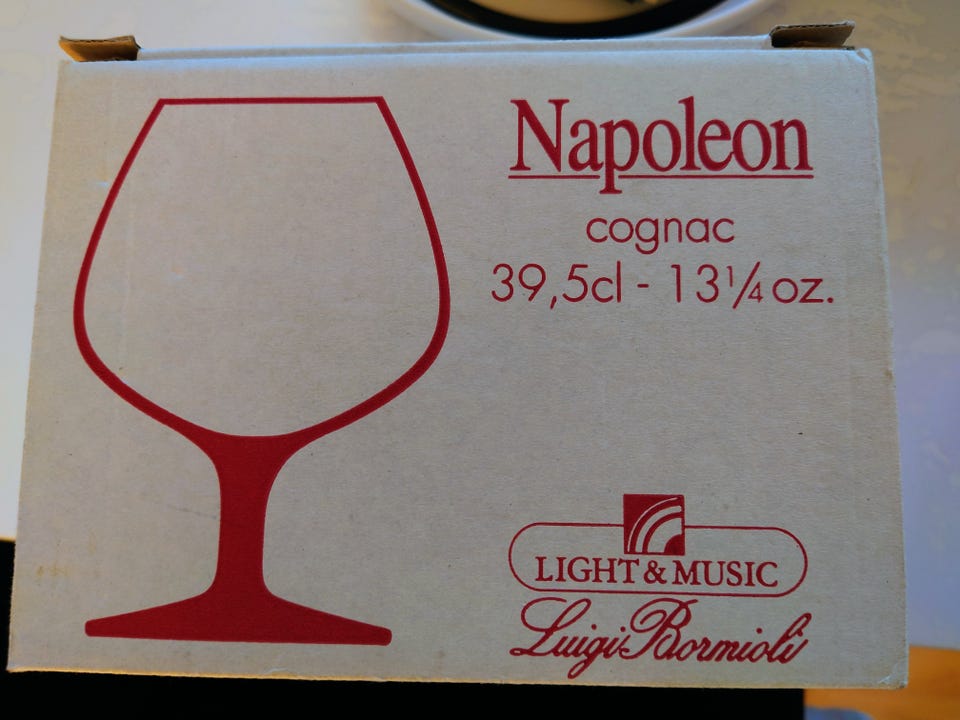 Napoleon
cognac
39,5cl - 13¼ oz.
LIGHT & MUSIC
Luigi Bormioli